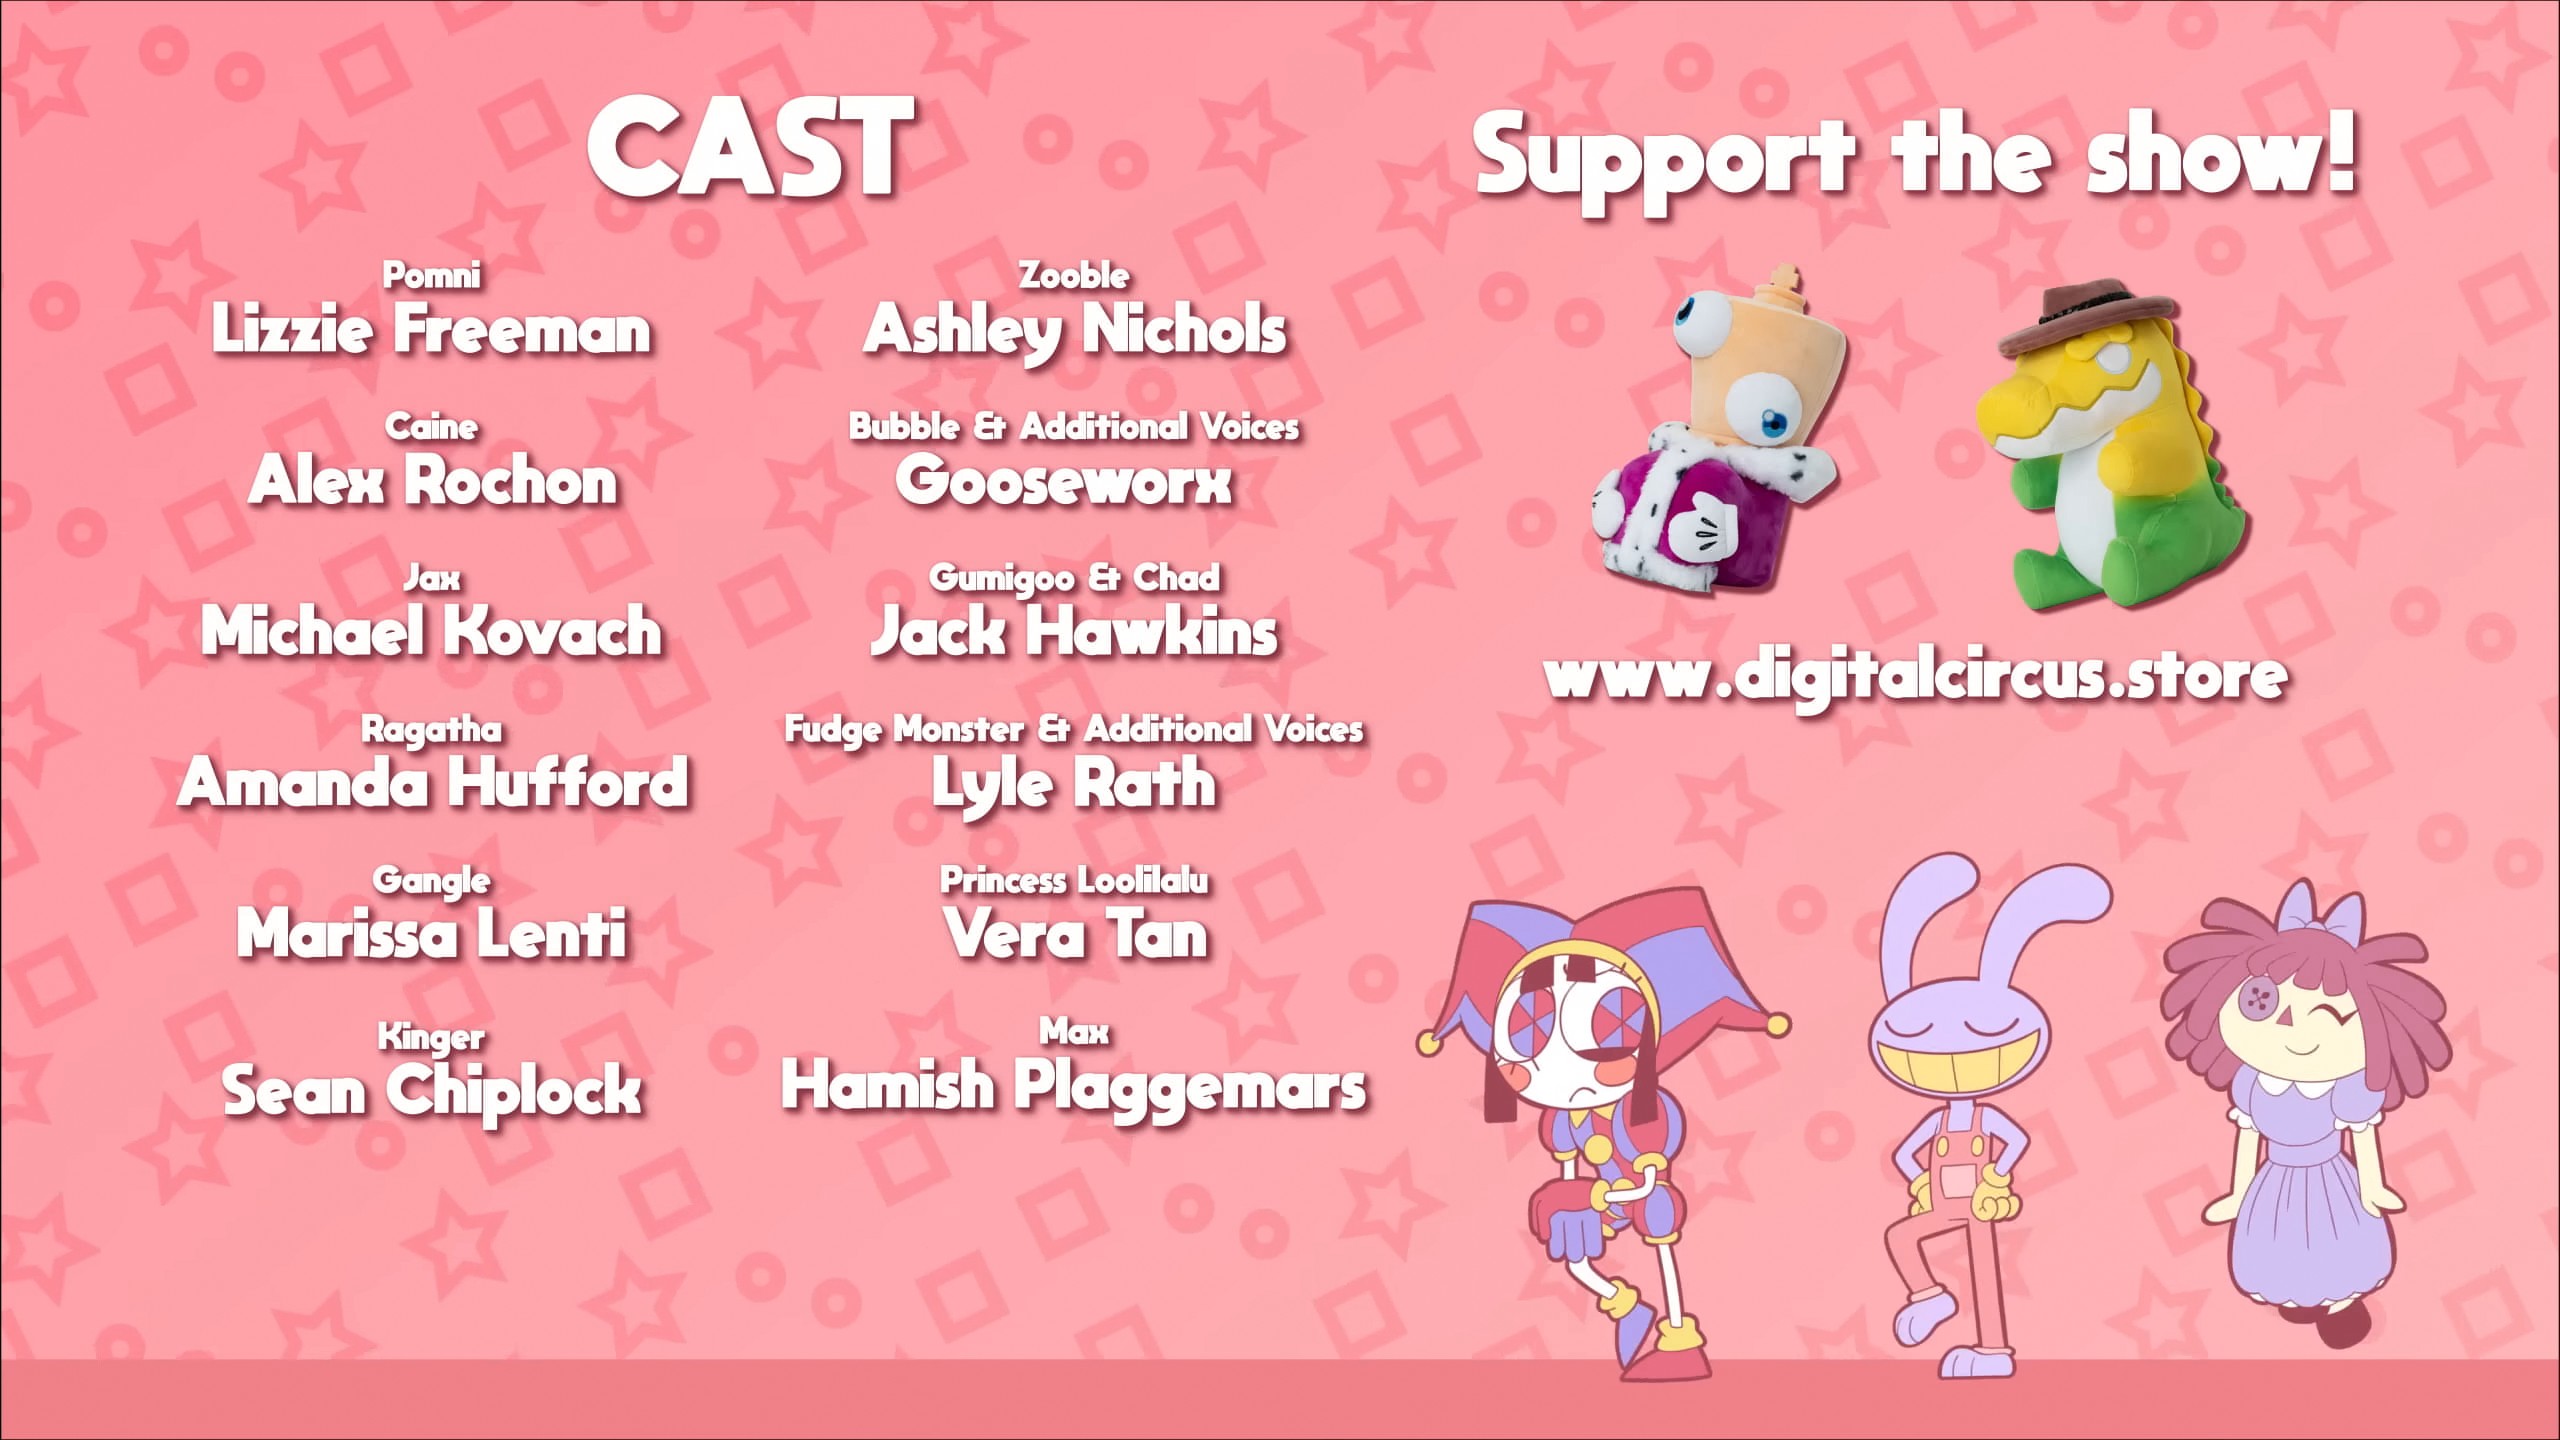 CAST
Pomni
Lizzie Freeman
Caine
Alex Rochon
Jax
Michael Kovach
Ragatha
Amanda Hufford
Gangle
Marissa Lenti
Kinger
Sean Chiplock
Zooble
Ashley Nichols
Bubble & Additional Voices
Gooseworx
Gumigoo & Chad
Jack Hawkins
Fudge Monster & Additional Voices
Lyle Rath
Princess Loolilalu
Vera Tan
Max
Hamish Plaggemars
Support the show!
www.digitalcircus.store